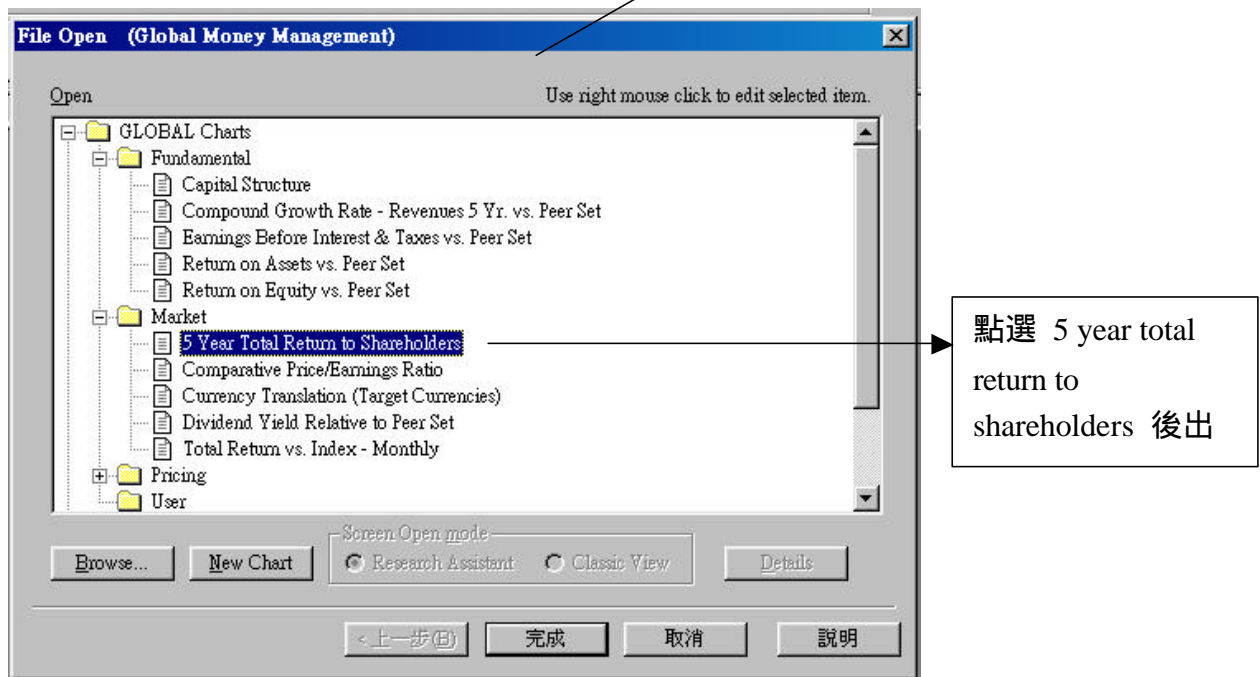 File Open (Global Money Management)
Open
Use right mouse click to edit selected item.
GLOBAL Charts
Fundamental
Capital Structure
Compound Growth Rate - Revenues 5 Yr. vs. Peer Set
Earnings Before Interest & Taxes vs. Peer Set
Return on Assets vs. Peer Set
Return on Equity vs. Peer Set
Market
5 Year Total Return to Shareholders
Comparative Price/Earnings Ratio
Currency Translation (Target Currencies)
Dividend Yield Relative to Peer Set
Total Return vs. Index - Monthly
Pricing
User
點選 5 year total
return to
shareholders 後出
Screen Open mode
Browse...
New Chart
Research Assistant
Classic View
Details
<上一步(B)
完成
取消
說明